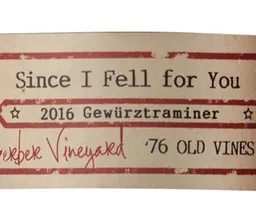 Since I Fell for You
☆ 2016 Gewürztraminer ☆
Vineyard '76 OLD VINES